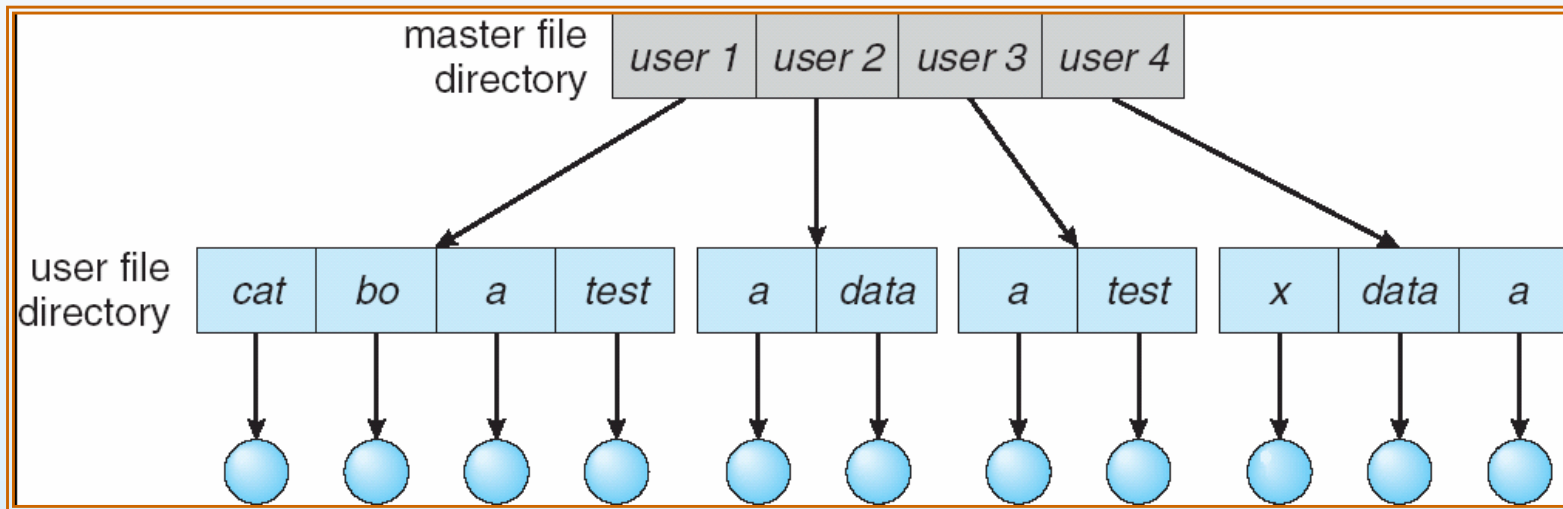 master file
directory
user 1 user 2 user 3 user 4
user file
directory
cat bo a test a data a test x data a